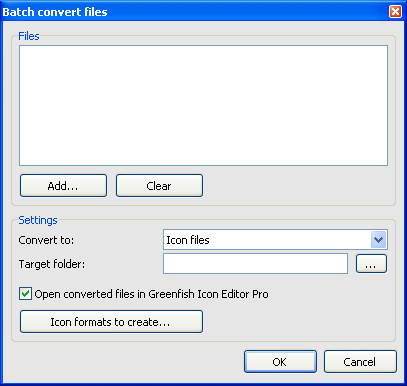 Batch convert files
Files
Add...
Clear
Settings
Convert to:
Icon files
Target folder:
...
Open converted files in Greenfish Icon Editor Pro
Icon formats to create...
OK
Cancel